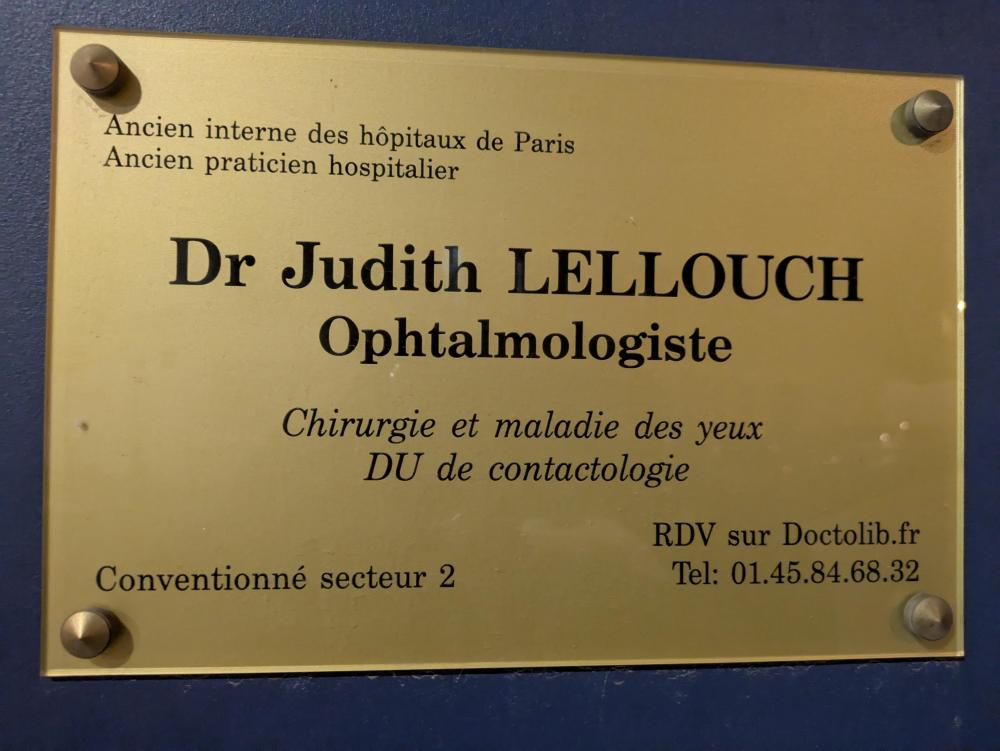 Ancien interne des hôpitaux de Paris
Ancien praticien hospitalier
Dr Judith LELLOUCH
Ophtalmologiste
Chirurgie et maladie des yeux
DU de contactologie
RDV sur Doctolib.fr
Conventionné secteur 2
Tel: 01.45.84.68.32